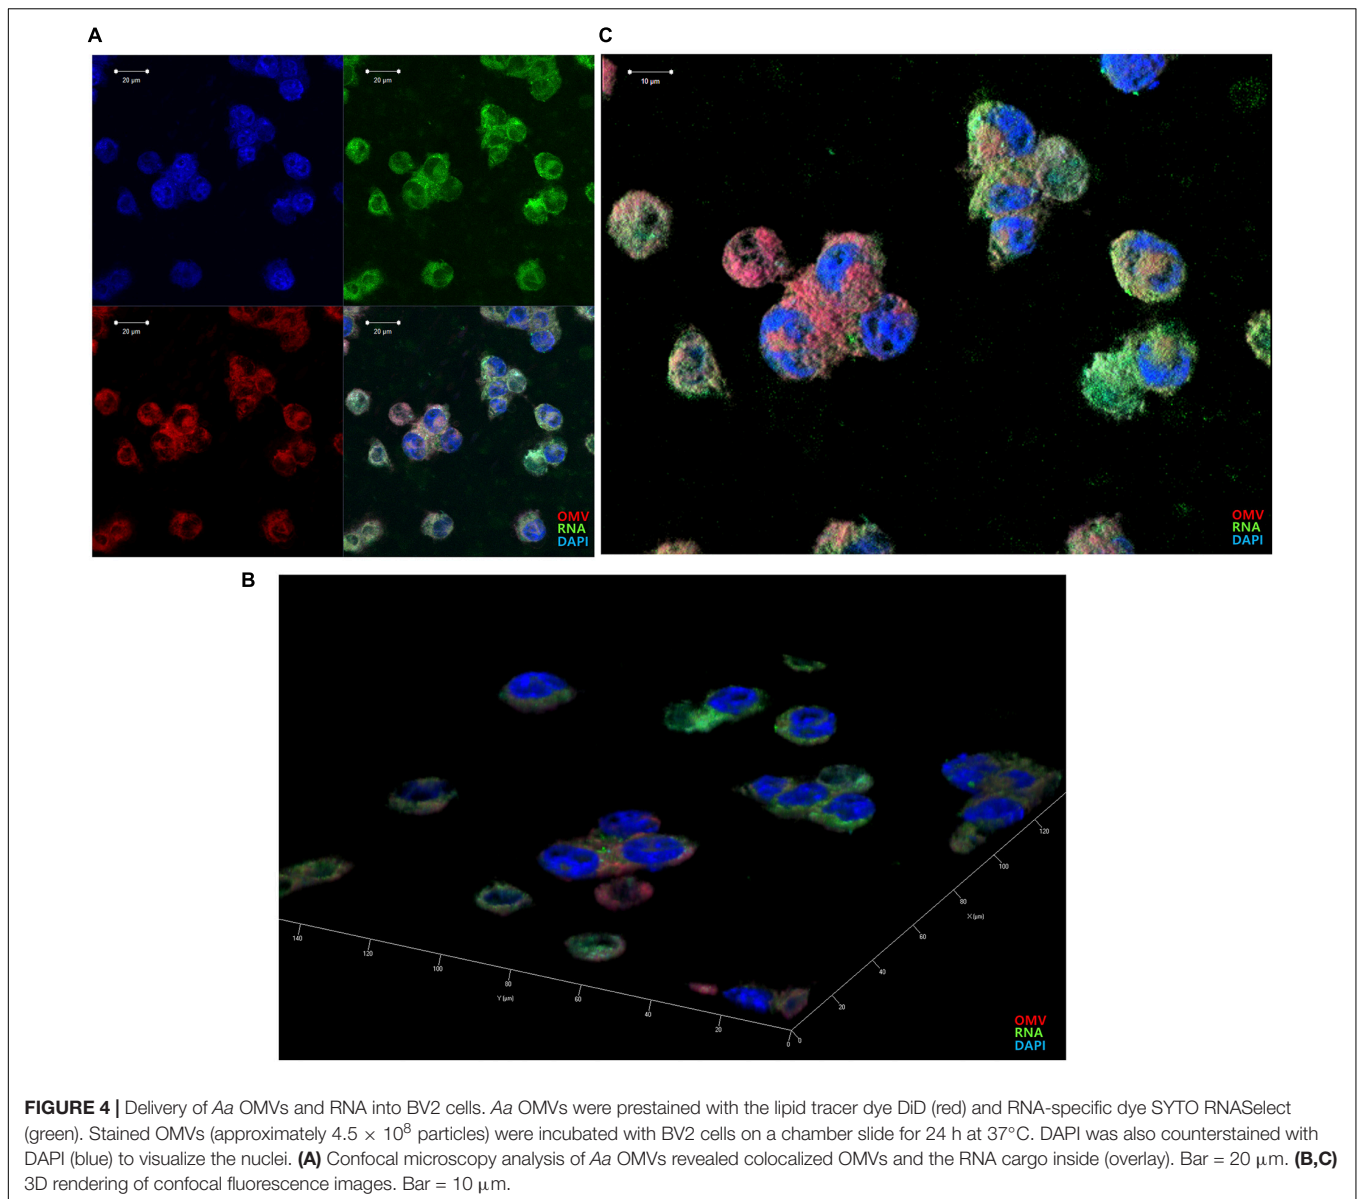 A
C
20 µm
20 µm
10 µm
20 µm
20 µm
OMV
RNA
DAPI
OMV
RNA
DAPI
B
140
120
100
80
60
40
20
0
Y (µm)
0
20
40
60
80
100
120
X (µm)
OMV
RNA
DAPI
FIGURE 4 | Delivery of Aa OMVs and RNA into BV2 cells. Aa OMVs were prestained with the lipid tracer dye DiD (red) and RNA-specific dye SYTO RNASelect
(green). Stained OMVs (approximately 4.5 × 10⁸ particles) were incubated with BV2 cells on a chamber slide for 24 h at 37°C. DAPI was also counterstained with
DAPI (blue) to visualize the nuclei. (A) Confocal microscopy analysis of Aa OMVs revealed colocalized OMVs and the RNA cargo inside (overlay). Bar = 20 μm. (B,C)
3D rendering of confocal fluorescence images. Bar = 10 μm.